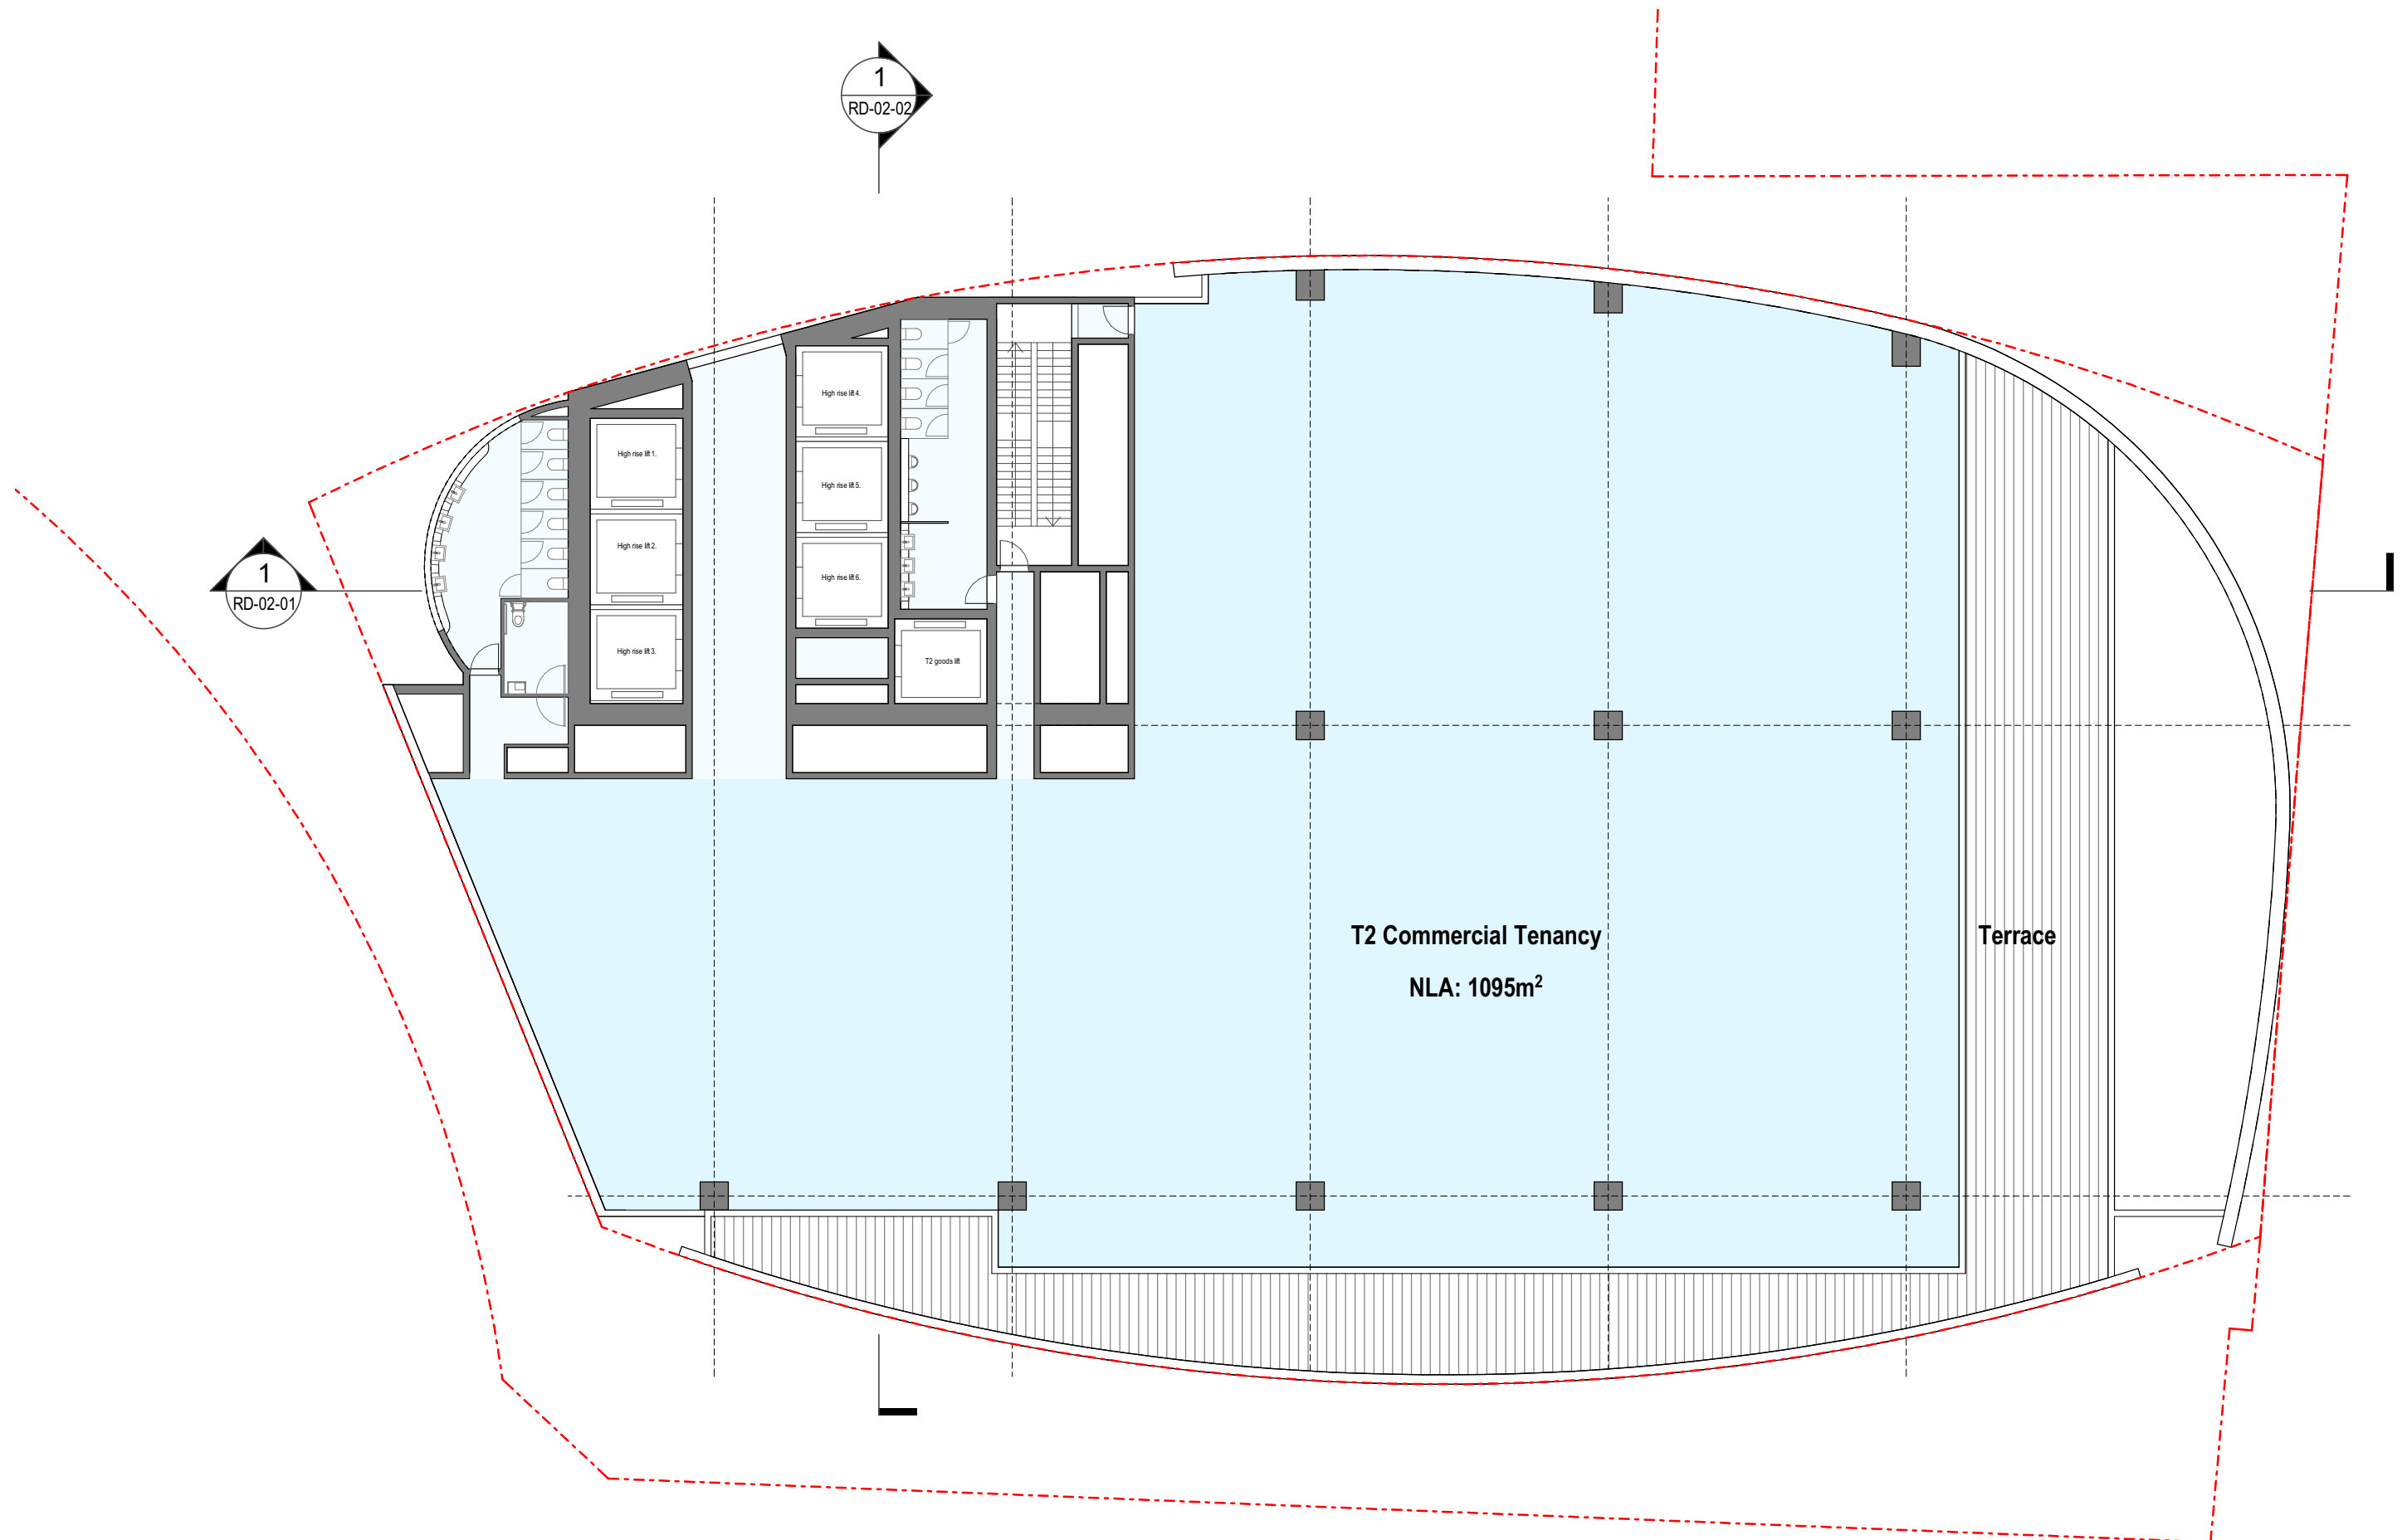 1
RD-02-02
High rise lift 4.
High rise lift 1.
High rise lift 5.
High rise lift 2.
High rise lift 6.
1
RD-02-01
High rise lift 3.
T2 goods lift
T2 Commercial Tenancy
Terrace
NLA: 1095m²